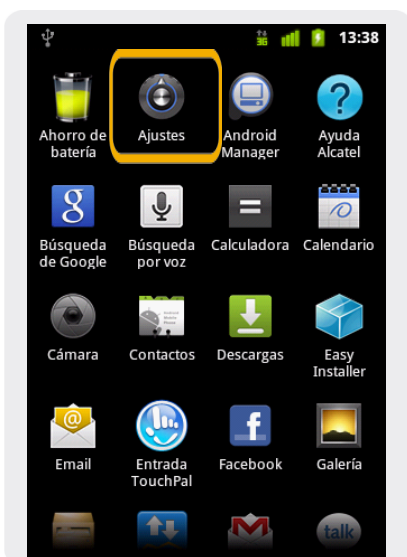 3G 13:38
Ahorro de batería
Ajustes
Android Manager
Ayuda Alcatel
Búsqueda de Google
Búsqueda por voz
Calculadora
Calendario
Cámara
Contactos
Descargas
Easy Installer
Email
Entrada TouchPal
Facebook
Galería
talk